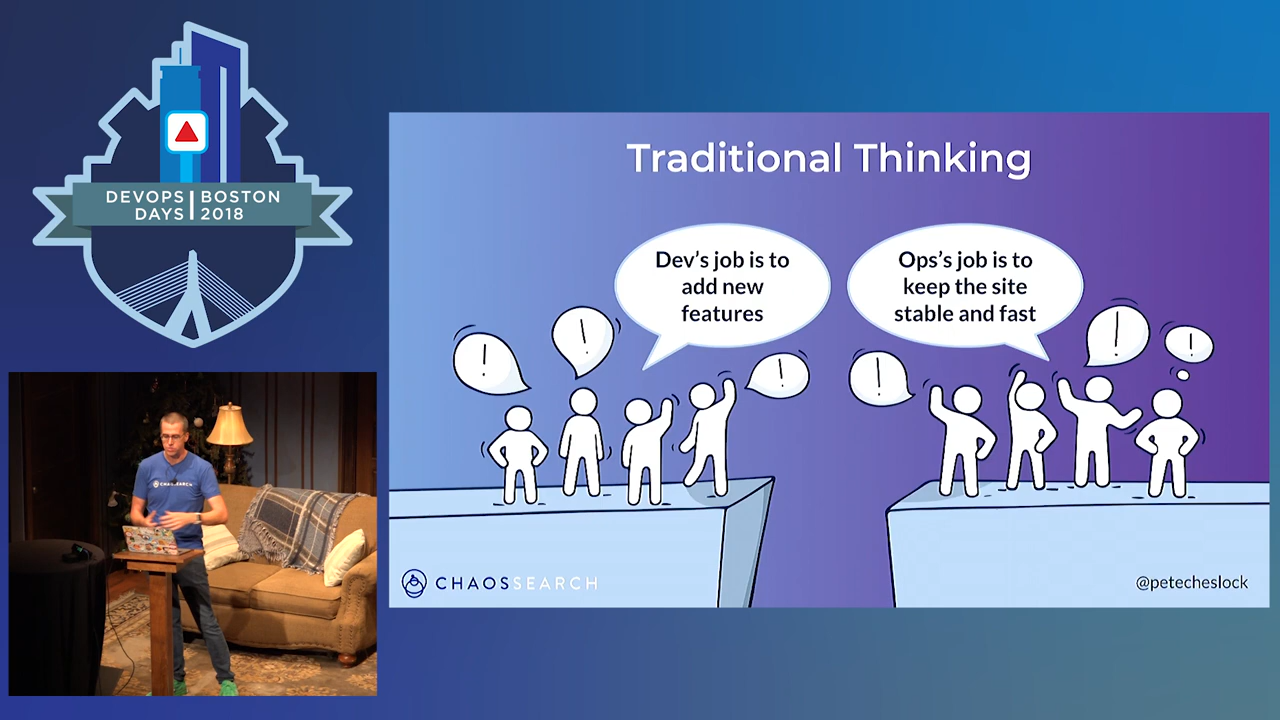 DEVOPS DAYS | BOSTON 2018
Traditional Thinking
Dev’s job is to
add new
features
Ops’s job is to
keep the site
stable and fast
!
!
!
!
!
!
CHAOSSEARCH
@petecheslock
CHAOSSEARCH